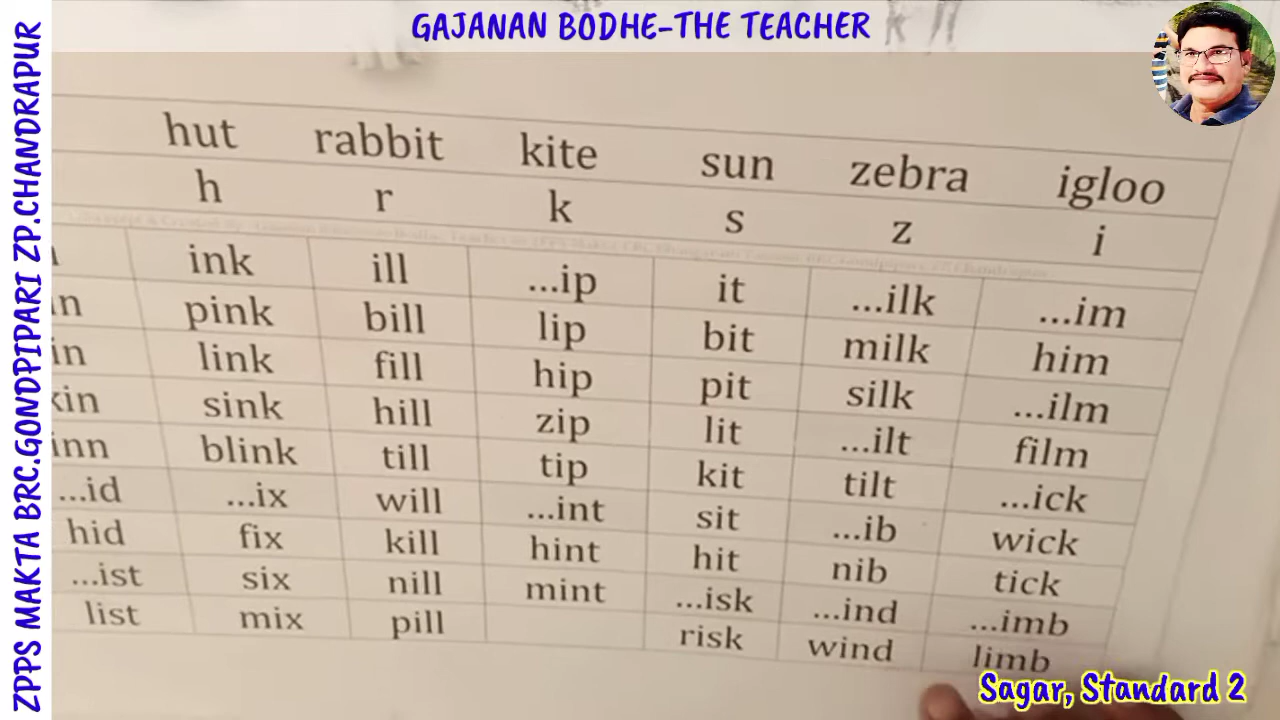 GAJANAN BODHE-THE TEACHER
ZPPS MAKTA BRC.GONDPIPARI ZP.CHANDRAPUR
hut rabbit kite sun zebra igloo
h r k s z i
ink ill ...ip it ...ilk ...im
pink bill lip bit milk him
link fill hip pit silk ...ilm
sink hill zip lit ...ilt film
blink till tip kit tilt ...ick
...id ...ix will ...int sit ...ib wick
hid fix kill hint hit nib tick
...ist six nill mint ...isk ...ind ...imb
list mix pill risk wind limb
Sagar, Standard 2